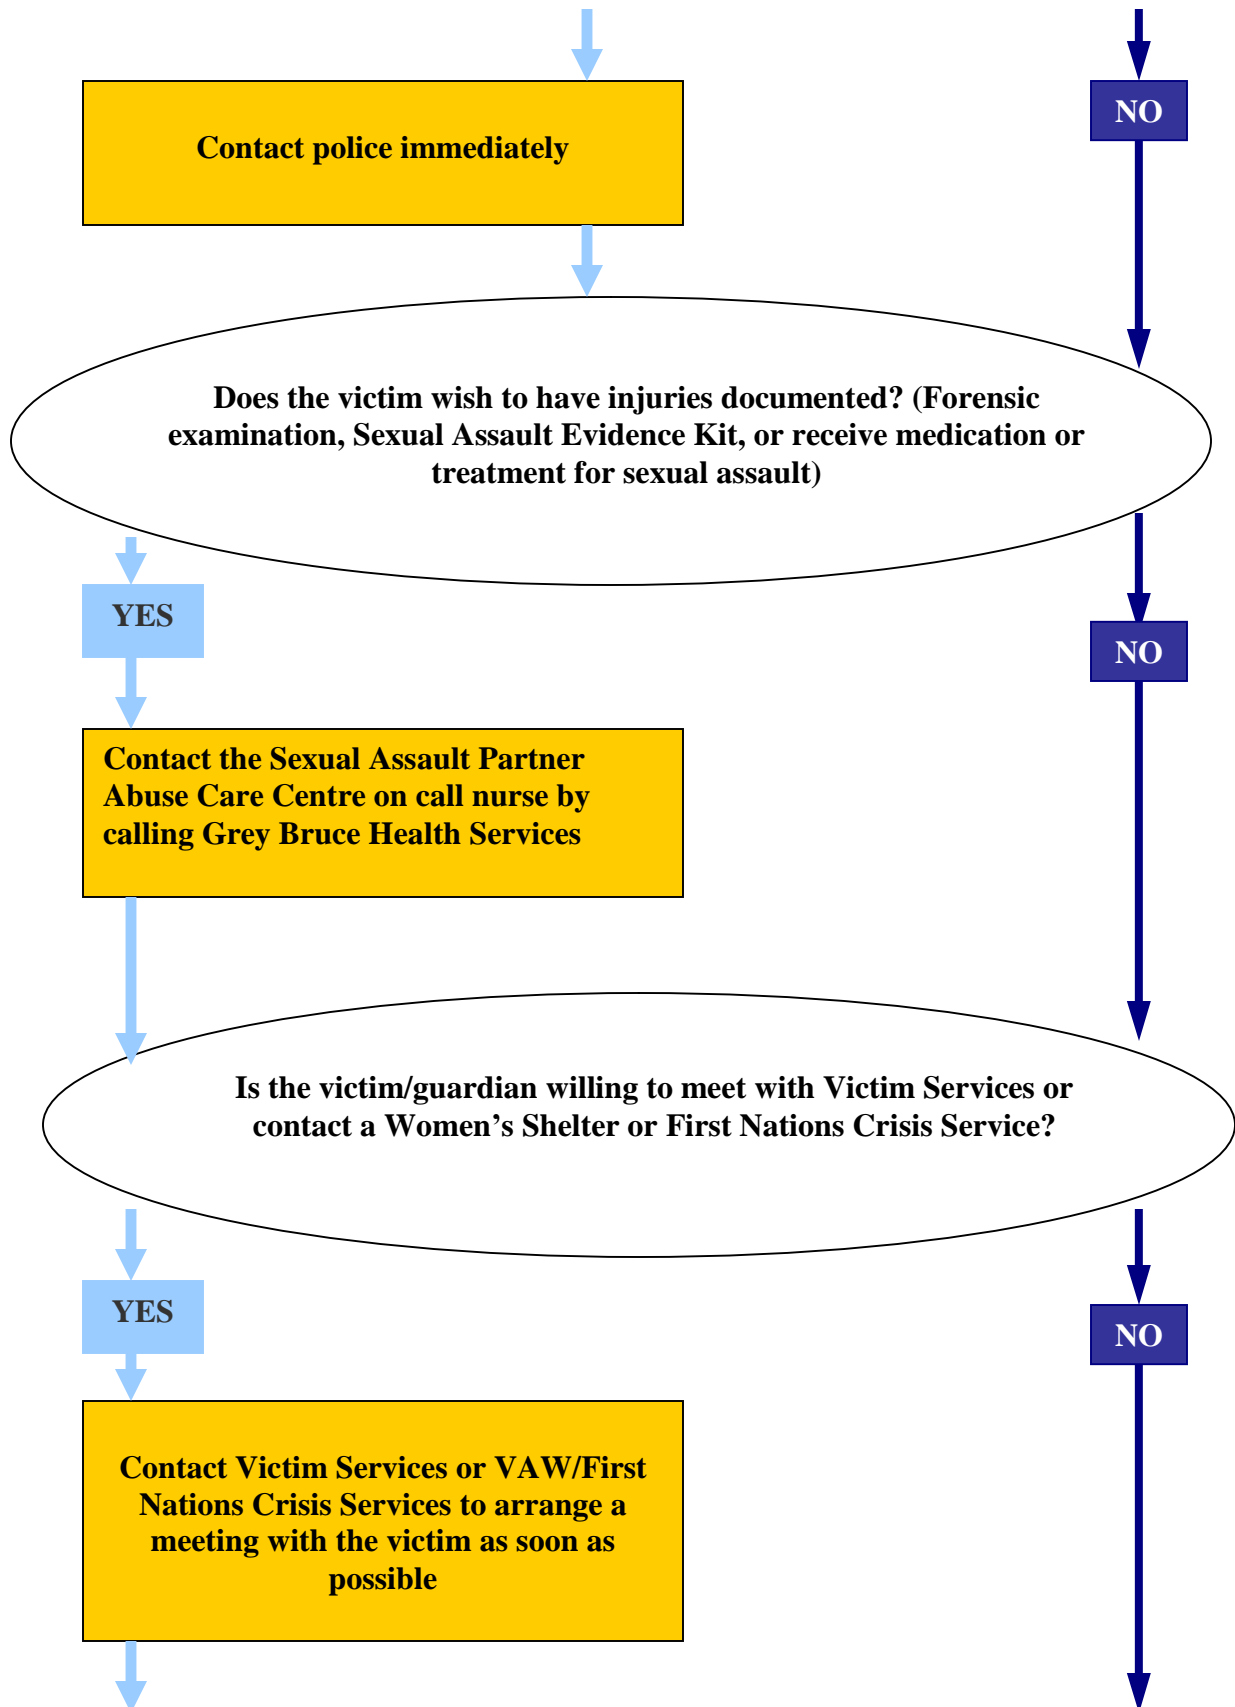 Contact police immediately
NO
Does the victim wish to have injuries documented? (Forensic
examination, Sexual Assault Evidence Kit, or receive medication or
treatment for sexual assault)
YES
NO
Contact the Sexual Assault Partner
Abuse Care Centre on call nurse by
calling Grey Bruce Health Services
Is the victim/guardian willing to meet with Victim Services or
contact a Women’s Shelter or First Nations Crisis Service?
YES
NO
Contact Victim Services or VAW/First
Nations Crisis Services to arrange a
meeting with the victim as soon as
possible